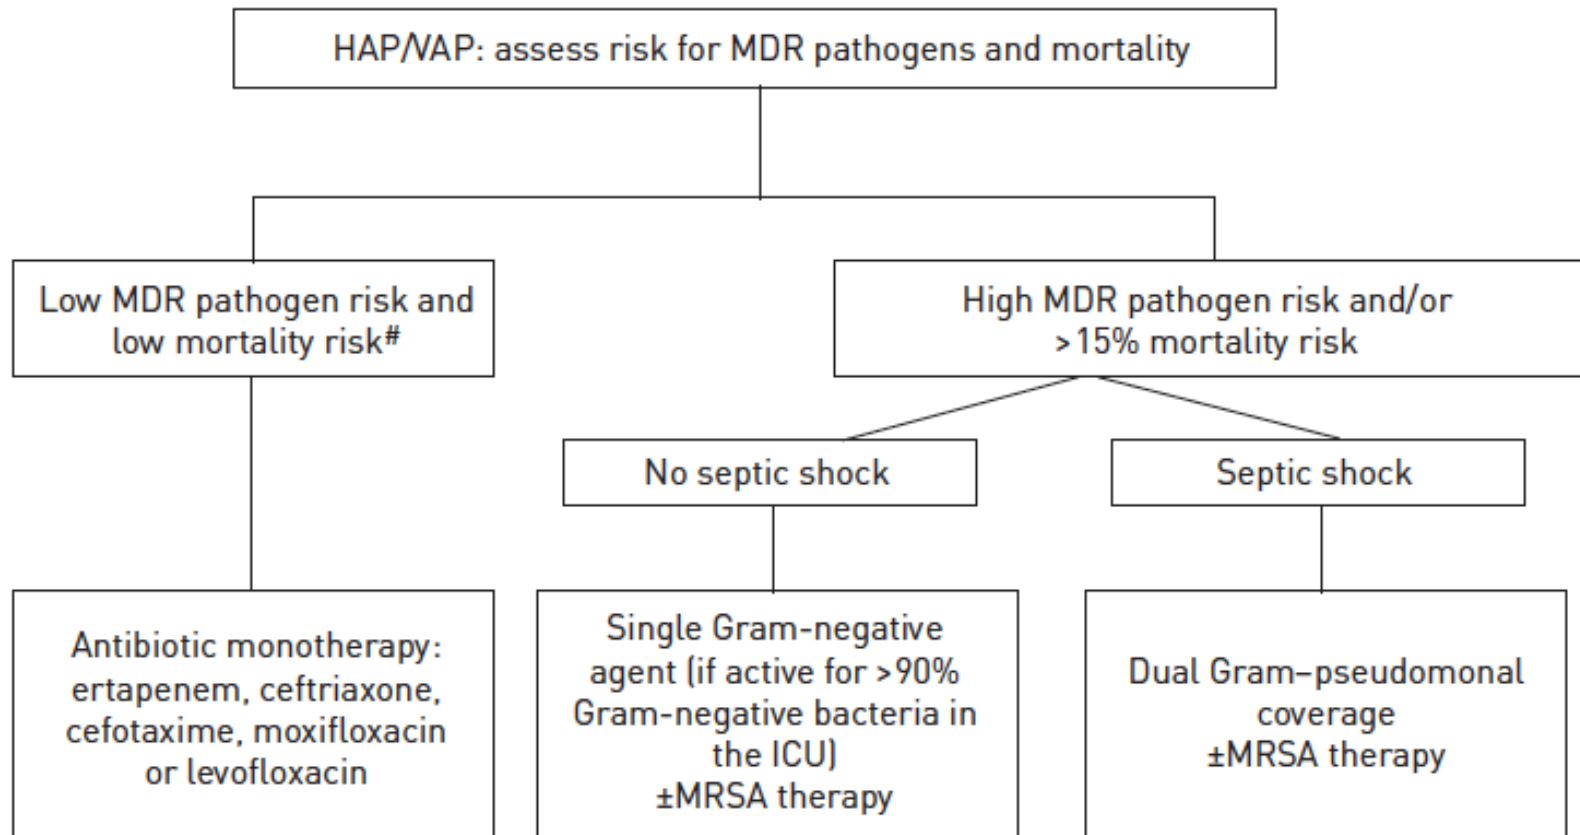 HAP/VAP: assess risk for MDR pathogens and mortality
Low MDR pathogen risk and
low mortality risk#
High MDR pathogen risk and/or
>15% mortality risk
No septic shock
Septic shock
Antibiotic monotherapy:
ertapenem, ceftriaxone,
cefotaxime, moxifloxacin
or levofloxacin
Single Gram-negative
agent (if active for >90%
Gram-negative bacteria in
the ICU)
±MRSA therapy
Dual Gram–pseudomonal
coverage
±MRSA therapy